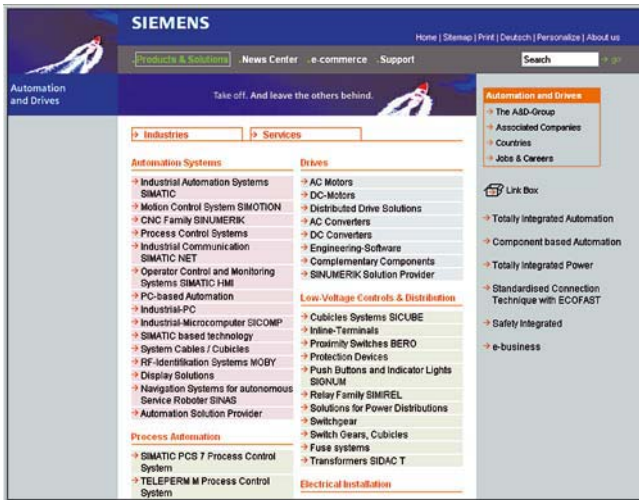 SIEMENS
Home | Sitemap | Print | Deutsch | Personalize | About us
Products & Solutions
News Center
e-commerce
Support
Search
go
Automation
and Drives
Take off. And leave the others behind.
Industries
Services
Automation Systems
Industrial Automation Systems
SIMATIC
Motion Control System SIMOTION
CNC Family SINUMERIK
Process Control Systems
Industrial Communication
SIMATIC NET
Operator Control and Monitoring
Systems SIMATIC HMI
PC-based Automation
Industrial-PC
Industrial-Microcomputer SICOMP
SIMATIC based technology
System Cables / Cubicles
RF-Identifikation Systems MOBY
Display Solutions
Navigation Systems for autonomous
Service Roboter SINAS
Automation Solution Provider
Process Automation
SIMATIC PCS 7 Process Control
System
TELEPERM M Process Control
System
Drives
AC Motors
DC-Motors
Distributed Drive Solutions
AC Converters
DC Converters
Engineering-Software
Complementary Components
SINUMERIK Solution Provider
Low-Voltage Controls & Distribution
Cubicles Systems SICUBE
Inline-Terminals
Proximity Switches BERO
Protection Devices
Push Buttons and Indicator Lights
SIGNUM
Relay Family SIMIREL
Solutions for Power Distributions
Switchgear
Switch Gears, Cubicles
Fuse systems
Transformers SIDAC T
Electrical Installation
Automation and Drives
The A&D-Group
Associated Companies
Countries
Jobs & Careers
Link Box
Totally Integrated Automation
Component based Automation
Totally Integrated Power
Standardised Connection
Technique with ECOFAST
Safety Integrated
e-business